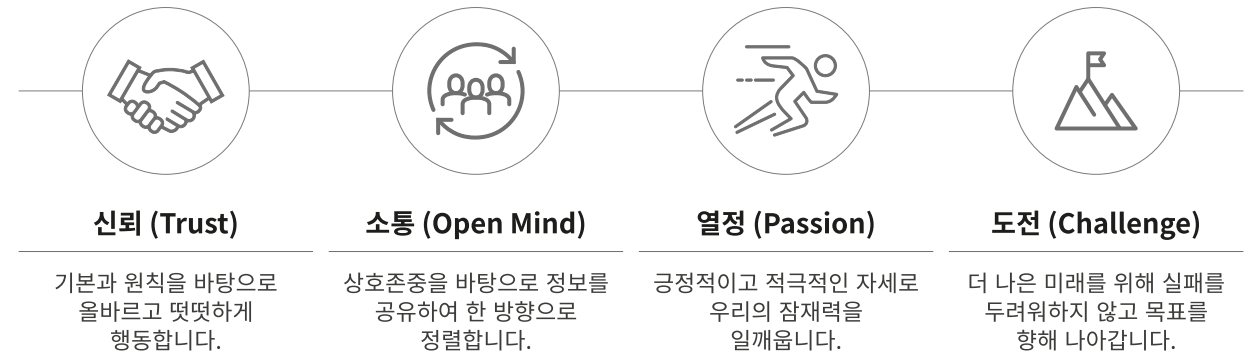 신뢰 (Trust)
기본과 원칙을 바탕으로
올바르고 떳떳하게
행동합니다.
소통 (Open Mind)
상호존중을 바탕으로 정보를
공유하여 한 방향으로
정렬합니다.
열정 (Passion)
긍정적이고 적극적인 자세로
우리의 잠재력을
일깨웁니다.
도전 (Challenge)
더 나은 미래를 위해 실패를
두려워하지 않고 목표를
향해 나아갑니다.